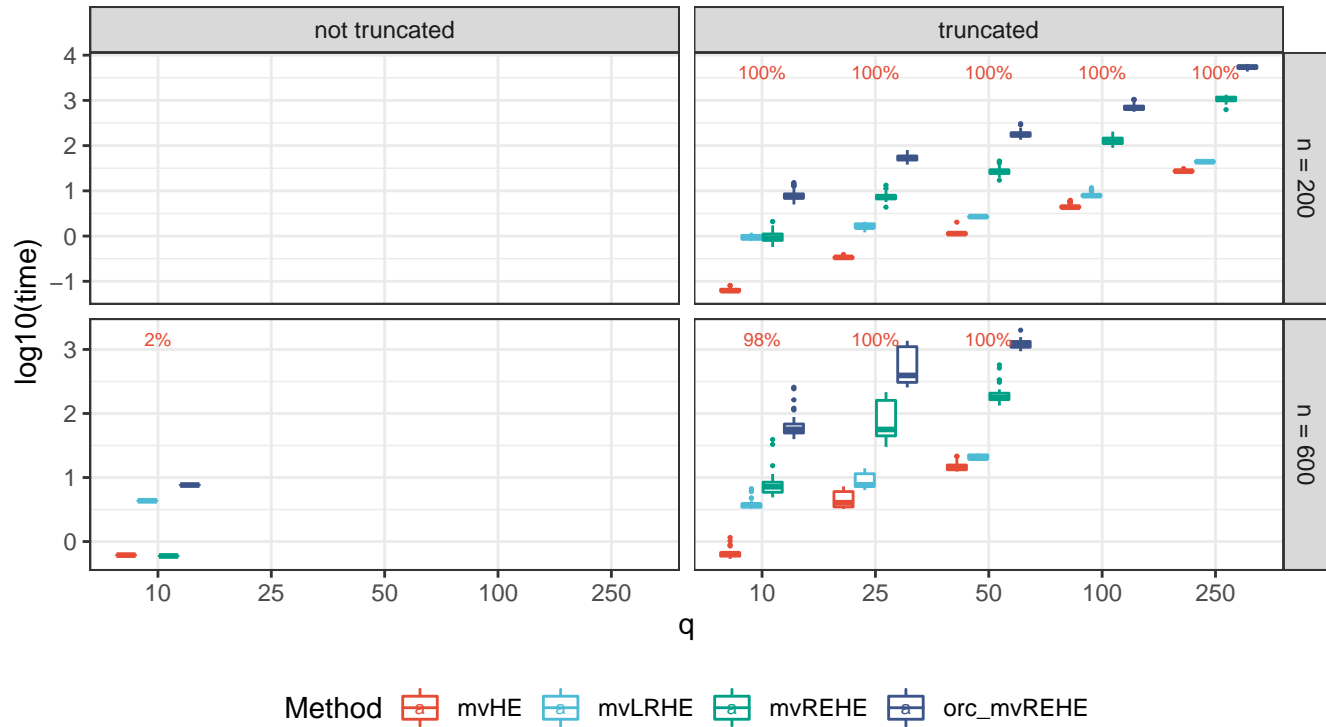 not truncated
truncated
4
3
2
1
0
−1
100%
100%
100%
100%
100%
n = 200
log10(time)
3
2
1
0
2%
98%
100%
100%
n = 600
10
25
50
100
250
10
25
50
100
250
q
Method
a
mvHE
a
mvLRHE
a
mvREHE
a
orc_mvREHE